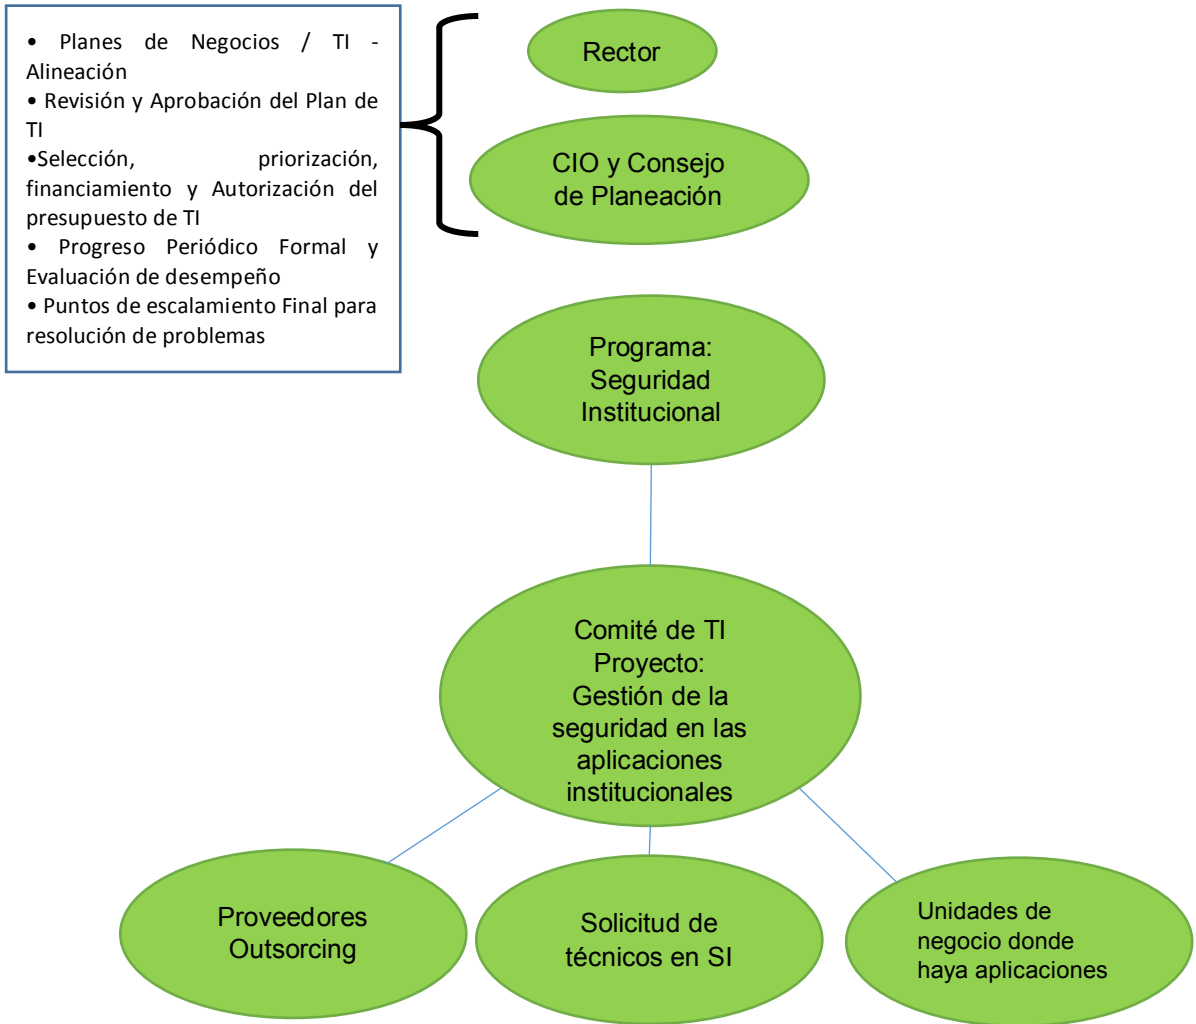 • Planes de Negocios / TI -
Alineación
• Revisión y Aprobación del Plan de
TI
•Selección, priorización,
financiamiento y Autorización del
presupuesto de TI
• Progreso Periódico Formal y
Evaluación de desempeño
• Puntos de escalamiento Final para
resolución de problemas
Rector
CIO y Consejo
de Planeación
Programa:
Seguridad
Institucional
Comité de TI
Proyecto:
Gestión de la
seguridad en las
aplicaciones
institucionales
Proveedores
Outsorcing
Solicitud de
técnicos en SI
Unidades de
negocio donde
haya aplicaciones